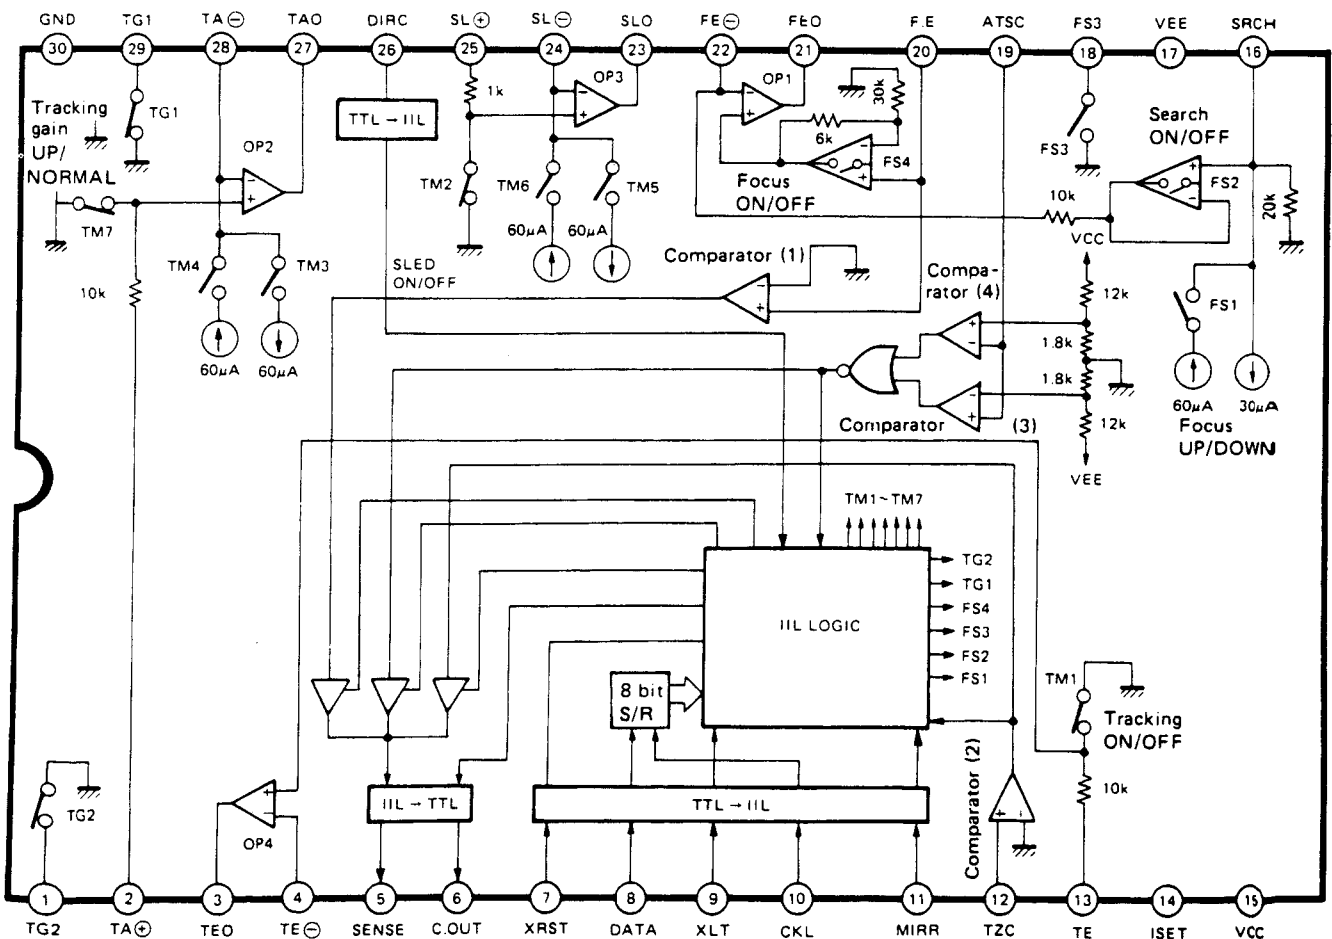 GND TG1 TA⊖ TAO DIRC SL⊕ SL⊖ SLO FE⊖ FEO F.E ATSC FS3 VEE SRCH
30 29 28 27 26 25 24 23 22 21 20 19 18 17 16
Tracking
gain
UP/
NORMAL
TG1
OP2
TM7
10k
TM4
TM3
60μA
60μA
TTL → IIL
SLED
ON/OFF
1k
TM2
OP3
TM6
TM5
60μA
60μA
OP1
30k
6k
FS4
Focus
ON/OFF
Comparator (1)
Compa-
rator (4)
Comparator (3)
FS3
Search
ON/OFF
FS2
10k
20k
VCC
12k
1.8k
1.8k
12k
VEE
FS1
60μA
30μA
Focus
UP/DOWN
TM1~TM7
IIL LOGIC
TG2
TG1
FS4
FS3
FS2
FS1
8 bit
S/R
TM1
Tracking
ON/OFF
10k
Comparator (2)
TG2
OP4
IIL → TTL
TTL → IIL
1 2 3 4 5 6 7 8 9 10 11 12 13 14 15
TG2 TA⊕ TEO TE⊖ SENSE C.OUT XRST DATA XLT CKL MIRR TZC TE ISET VCC